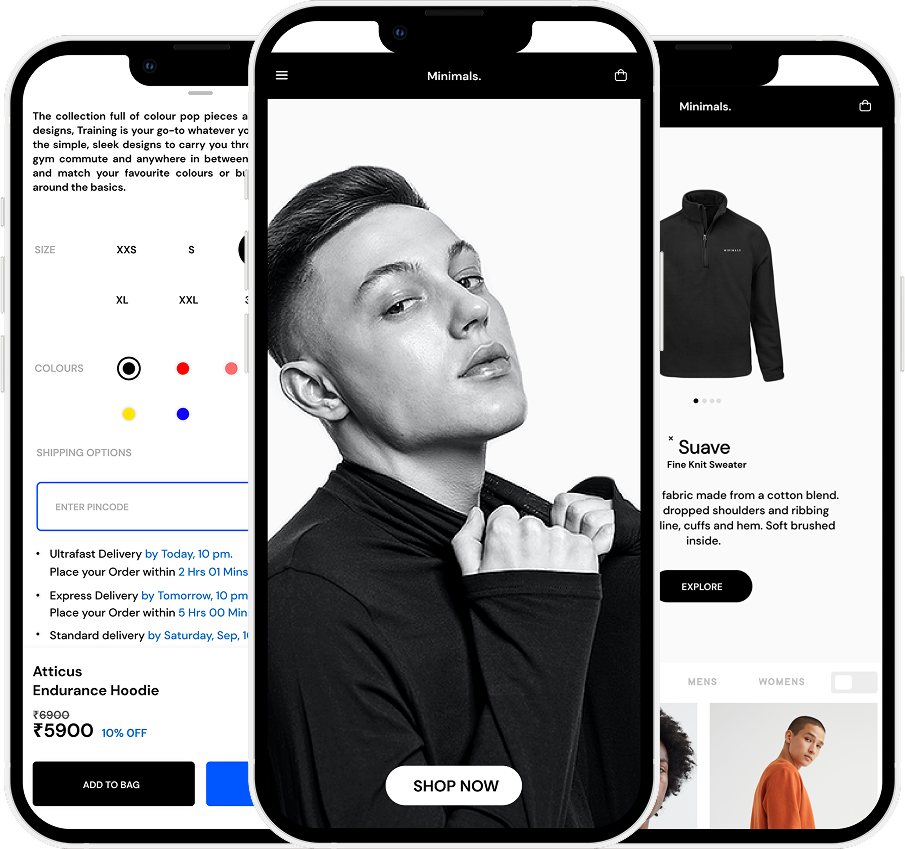 The collection full of colour pop pieces
designs, Training is your go-to whatever
the simple, sleek designs to carry you
gym commute and anywhere in between
and match your favourite colours or
around the basics.
SIZE XXS S
XL XXL
COLOURS
SHIPPING OPTIONS
ENTER PINCODE
• Ultrafast Delivery by Today, 10 pm.
Place your Order within 2 Hrs 01 Mins
• Express Delivery by Tomorrow, 10 pm
Place your Order within 5 Hrs 00
• Standard delivery by Saturday, Sep,
Atticus
Endurance Hoodie
₹6900
₹5900 10% OFF
ADD TO BAG
Minimals.
SHOP NOW
Minimals.
Suave
Fine Knit Sweater
fabric made from a cotton blend.
dropped shoulders and ribbing
line, cuffs and hem. Soft brushed
inside.
EXPLORE
MENS WOMENS